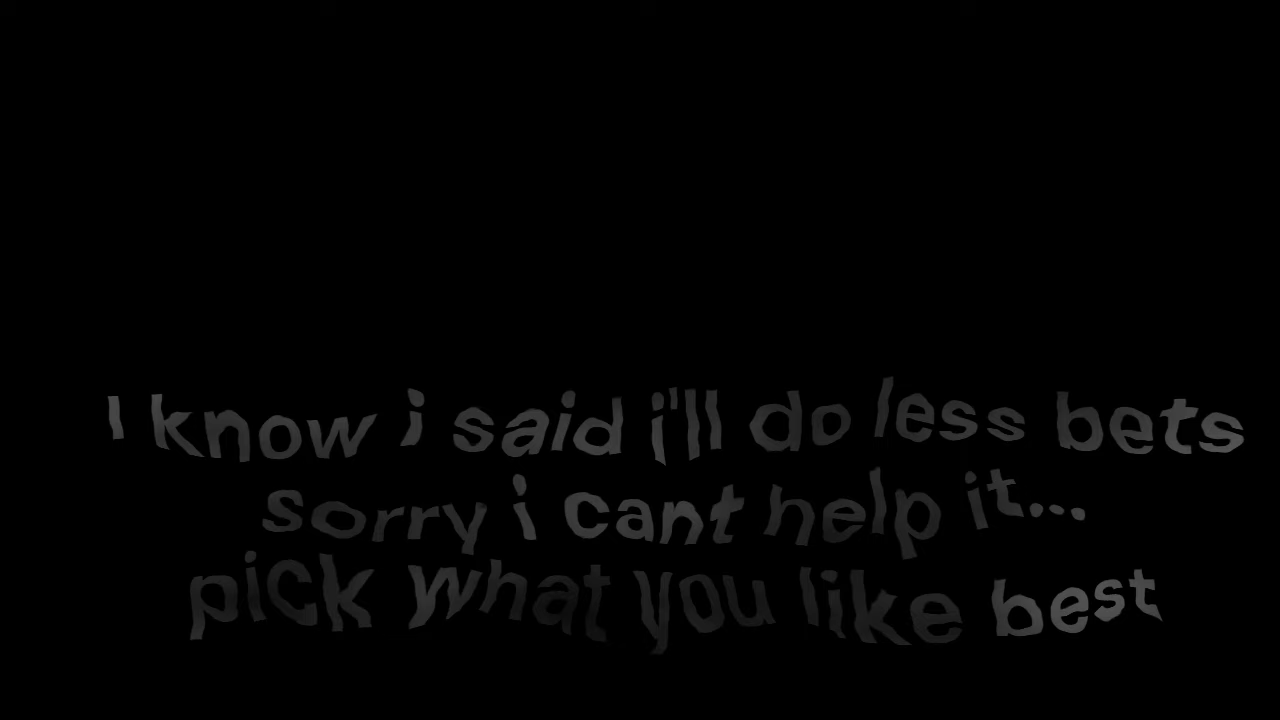 I know i said i'll do less bets
sorry i cant help it...
pick what you like best